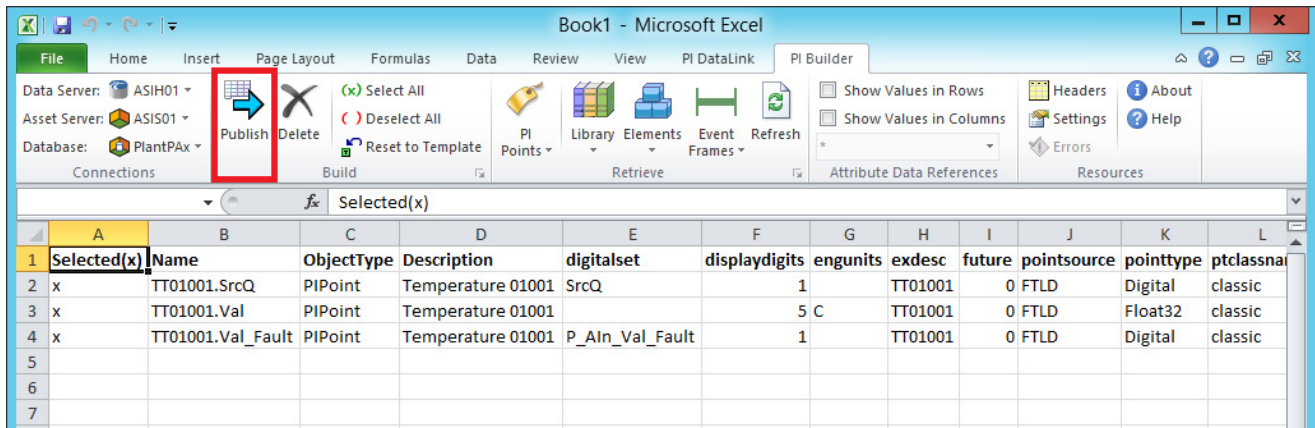 Book1 - Microsoft Excel
File Home Insert Page Layout Formulas Data Review View PI DataLink PI Builder
Data Server: ASIH01
Asset Server: ASIS01
Database: PlantPAx
Connections
Publish
Delete
(x) Select All
( ) Deselect All
Reset to Template
Build
PI Points
Library
Elements
Event Frames
Refresh
Retrieve
Show Values in Rows
Show Values in Columns
*
Attribute Data References
Headers
Settings
Errors
About
Help
Resources
fx Selected(x)
A B C D E F G H I J K L
1 Selected(x) Name ObjectType Description digitalset displaydigits engunits exdesc future pointsource pointtype ptclassnar
2 x TT01001.SrcQ PIPoint Temperature 01001 SrcQ 1 TT01001 0 FTLD Digital classic
3 x TT01001.Val PIPoint Temperature 01001 5 C TT01001 0 FTLD Float32 classic
4 x TT01001.Val_Fault PIPoint Temperature 01001 P_AIn_Val_Fault 1 TT01001 0 FTLD Digital classic
5
6
7